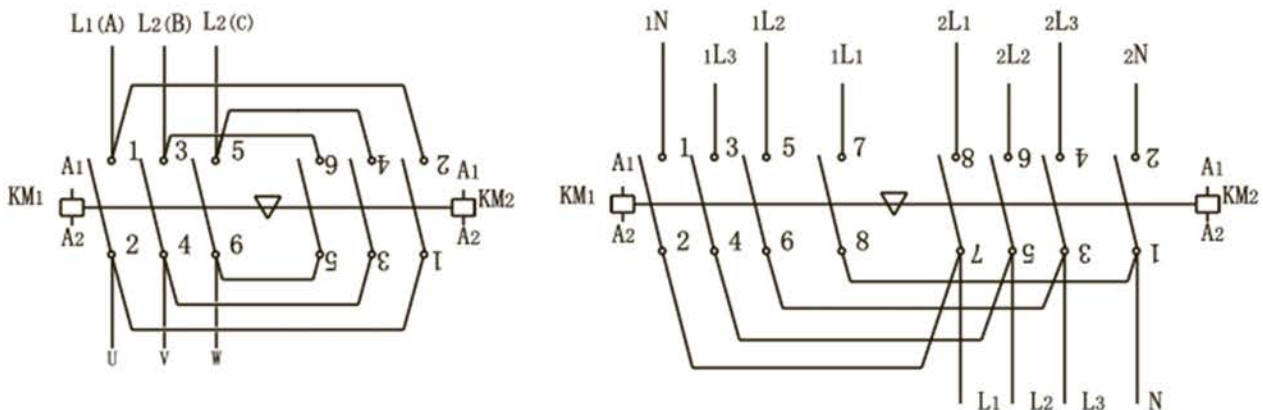 L1(A) L2(B) L2(C)
A1 1 3 5 6 4 2 A1
KM1 KM2
A2 2 4 6 5 3 1 A2
U V W
1N 1L2 2L1 2L3
1L3 1L1 2L2 2N
A1 1 3 5 7 8 6 4 2 A1
KM1 KM2
A2 2 4 6 8 7 5 3 1 A2
L1 L2 L3 N